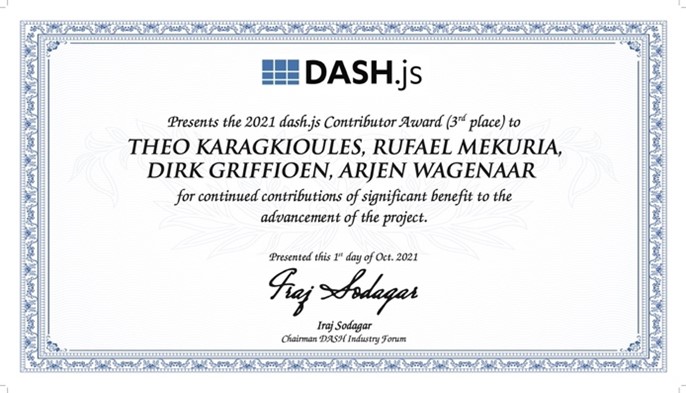 DASH.js
Presents the 2021 dash.js Contributor Award (3rd place) to
THEO KARAGKIOULES, RUFAEL MEKURIA,
DIRK GRIFFIOEN, ARJEN WAGENAAR
for continued contributions of significant benefit to the
advancement of the project.
Presented this 1st day of Oct. 2021
Iraj Sodagar
Iraj Sodagar
Chairman DASH Industry Forum